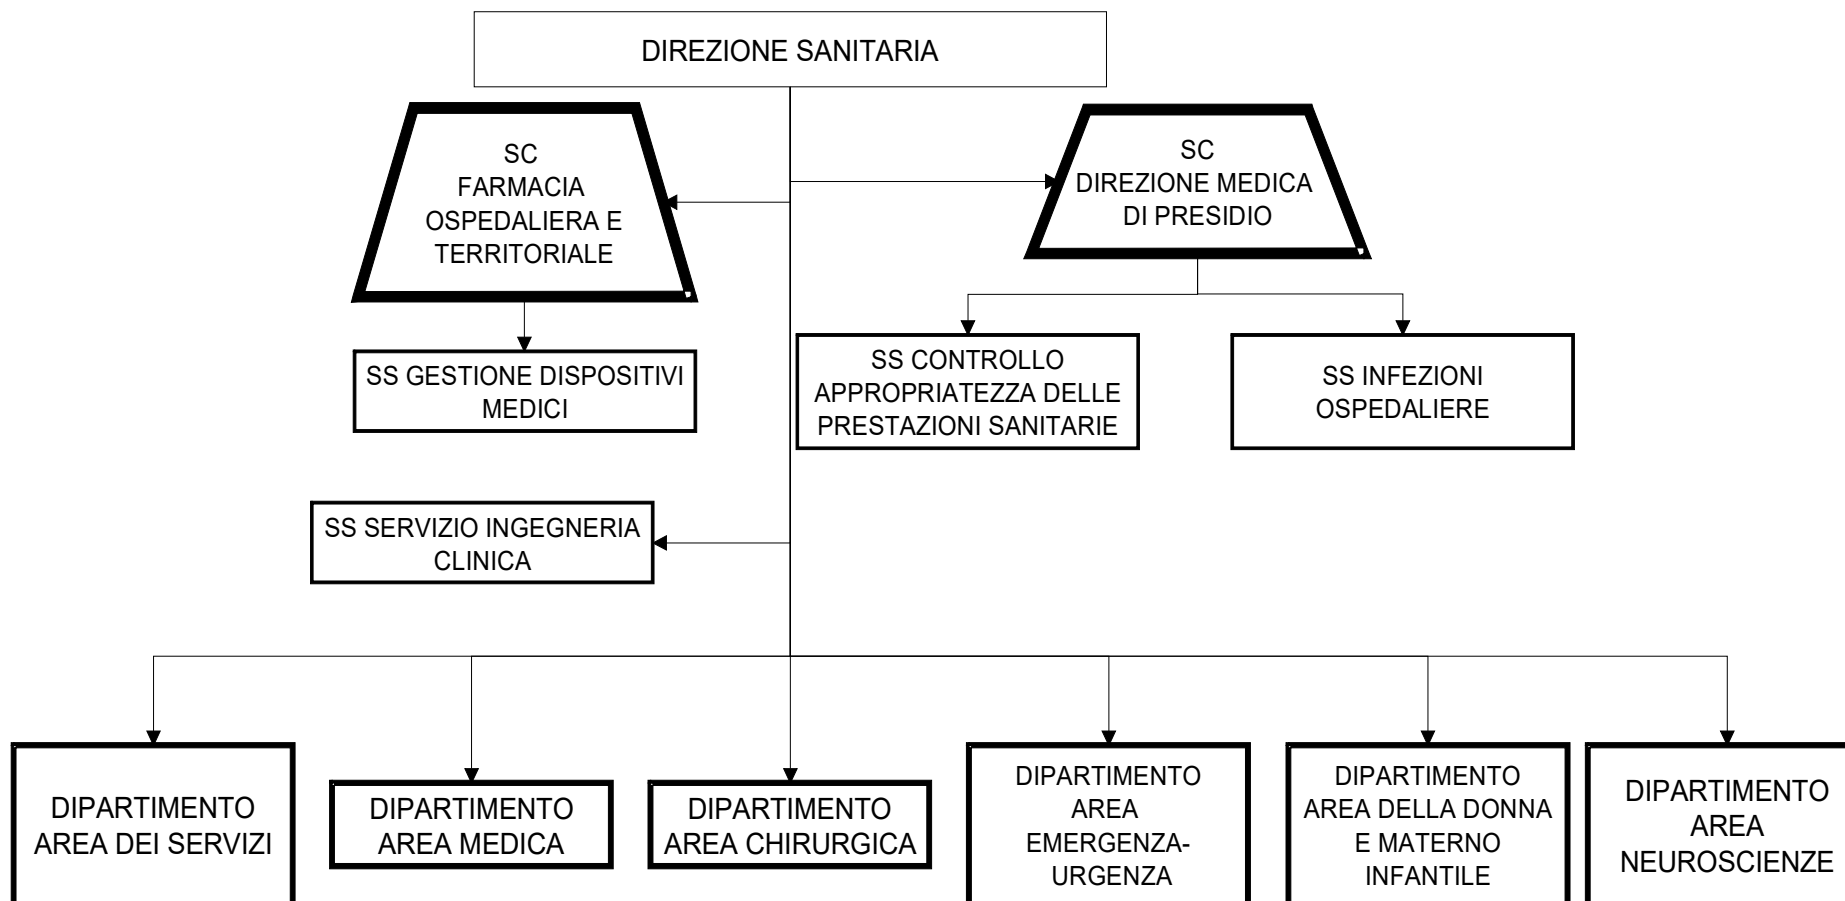 DIREZIONE SANITARIA
SC
FARMACIA
OSPEDALIERA E
TERRITORIALE
SC
DIREZIONE MEDICA
DI PRESIDIO
SS GESTIONE DISPOSITIVI
MEDICI
SS CONTROLLO
APPROPRIATEZZA DELLE
PRESTAZIONI SANITARIE
SS INFEZIONI
OSPEDALIERE
SS SERVIZIO INGEGNERIA
CLINICA
DIPARTIMENTO
AREA DEI SERVIZI
DIPARTIMENTO
AREA MEDICA
DIPARTIMENTO
AREA CHIRURGICA
DIPARTIMENTO
AREA
EMERGENZA-
URGENZA
DIPARTIMENTO
AREA DELLA DONNA
E MATERNO
INFANTILE
DIPARTIMENTO
AREA
NEUROSCIENZE